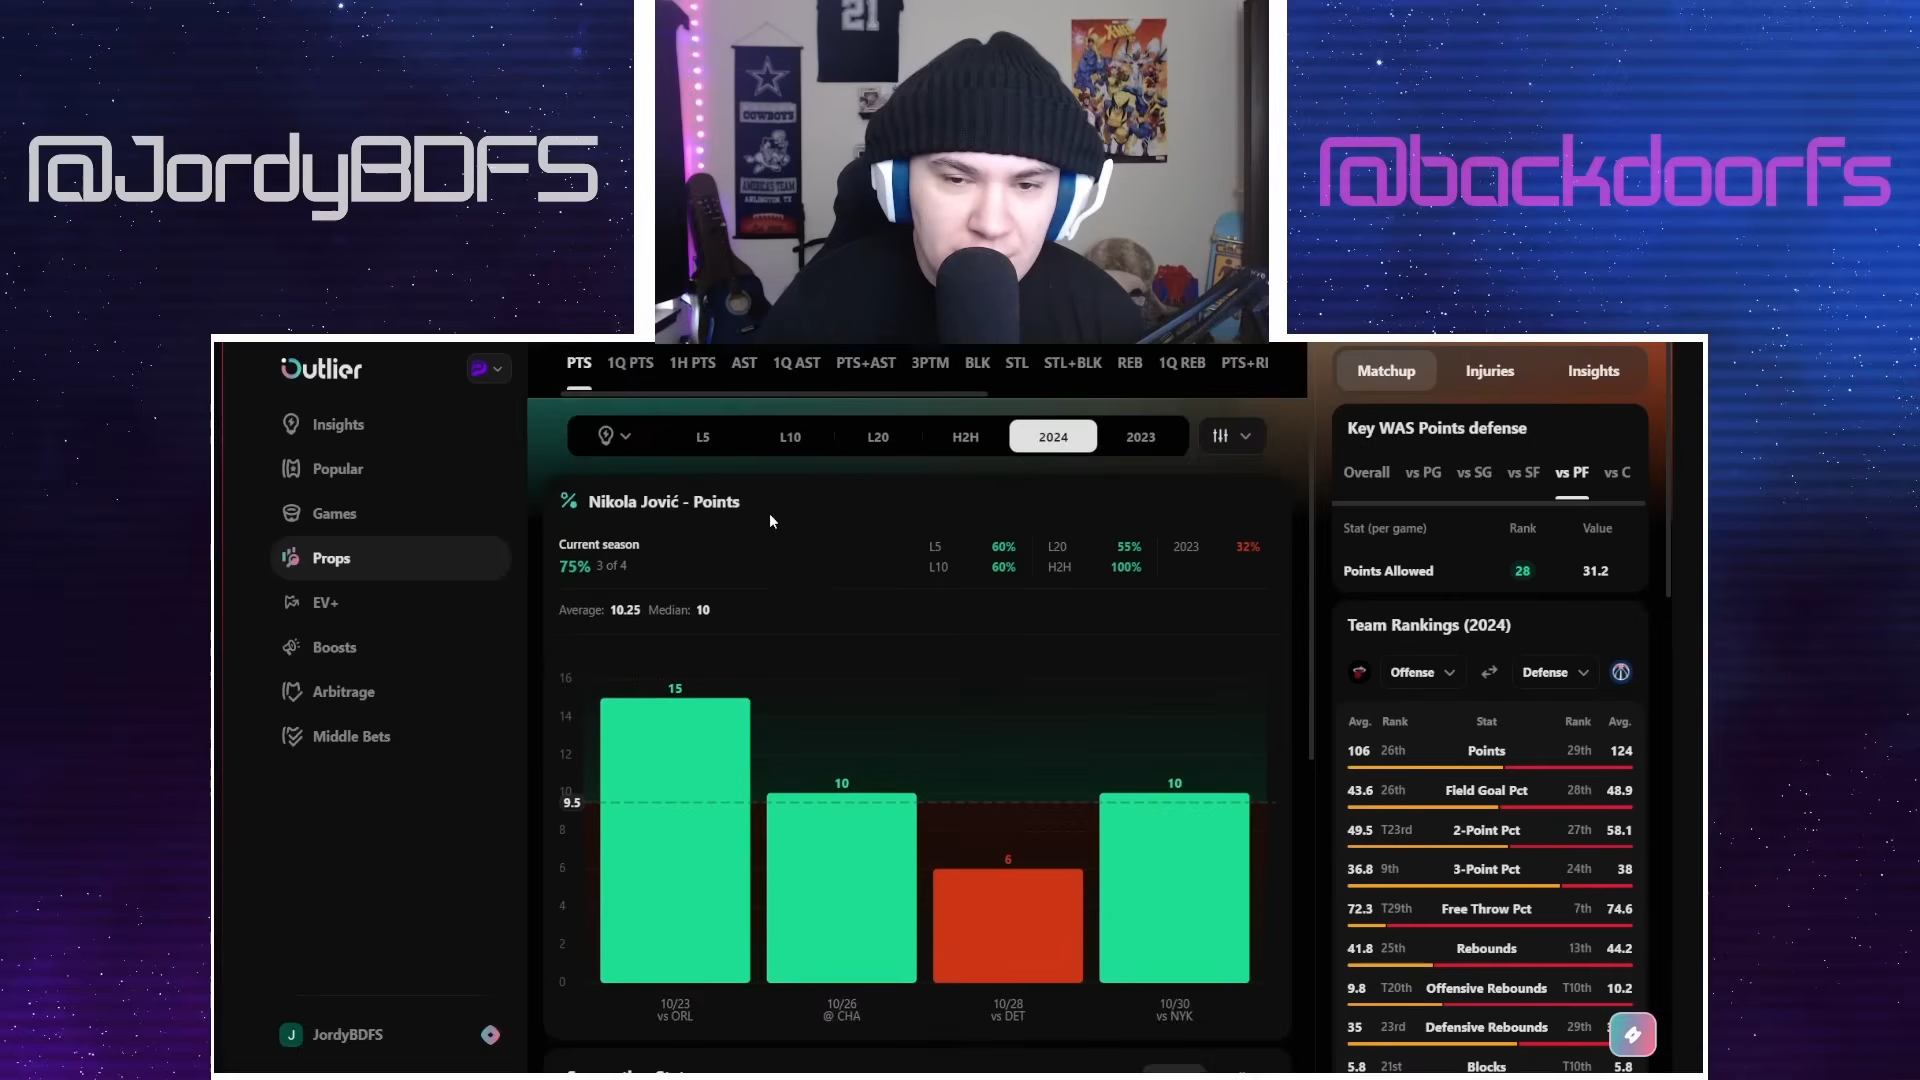 @JordyBDFS
@backdoorfs
21
COWBOYS
AMERICA'S TEAM
ARLINGTON, TX
X-MEN
Outlier
Insights
Popular
Games
Props
EV+
Boosts
Arbitrage
Middle Bets
J JordyBDFS
PTS 1Q PTS 1H PTS AST 1Q AST PTS+AST 3PTM BLK STL STL+BLK REB 1Q REB PTS+RI
L5 L10 L20 H2H 2024 2023
Nikola Jović - Points
Current season
75% 3 of 4
L5 60% L20 55% 2023 32%
L10 60% H2H 100%
Average: 10.25 Median: 10
16
14
12
10
9.5
8
6
4
2
0
15
10
6
10
10/23 10/26 10/28 10/30
vs ORL @ CHA vs DET vs NYK
Matchup Injuries Insights
Key WAS Points defense
Overall vs PG vs SG vs SF vs PF vs C
Stat (per game) Rank Value
Points Allowed 28 31.2
Team Rankings (2024)
Offense Defense
Avg. Rank Stat Rank Avg.
106 26th Points 29th 124
43.6 26th Field Goal Pct 28th 48.9
49.5 T23rd 2-Point Pct 27th 58.1
36.8 9th 3-Point Pct 24th 38
72.3 T29th Free Throw Pct 7th 74.6
41.8 25th Rebounds 13th 44.2
9.8 T20th Offensive Rebounds T10th 10.2
35 23rd Defensive Rebounds 29th
5.8 21st Blocks T10th 5.8